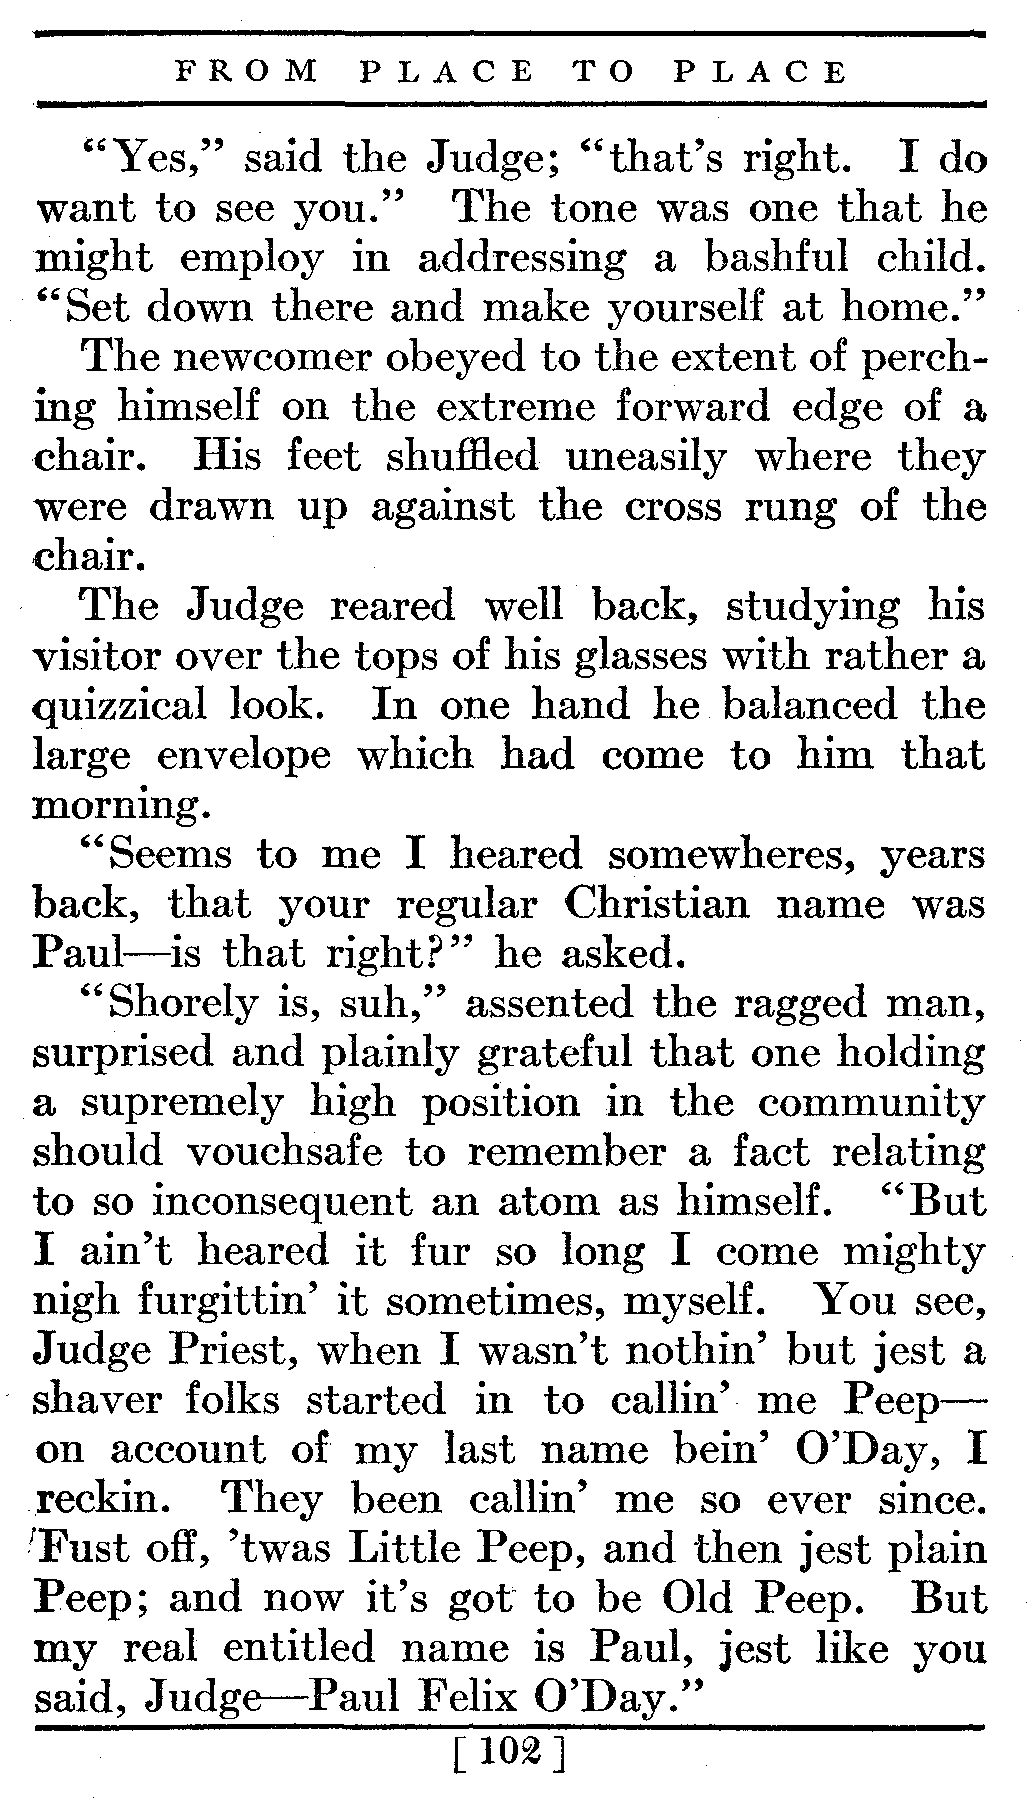 FROM PLACE TO PLACE
“Yes,” said the Judge; “that’s right. I do
want to see you.” The tone was one that he
might employ in addressing a bashful child.
“Set down there and make yourself at home.”
The newcomer obeyed to the extent of perch-
ing himself on the extreme forward edge of a
chair. His feet shuffled uneasily where they
were drawn up against the cross rung of the
chair.
The Judge reared well back, studying his
visitor over the tops of his glasses with rather a
quizzical look. In one hand he balanced the
large envelope which had come to him that
morning.
“Seems to me I heared somewheres, years
back, that your regular Christian name was
Paul—is that right?” he asked.
“Shorely is, suh,” assented the ragged man,
surprised and plainly grateful that one holding
a supremely high position in the community
should vouchsafe to remember a fact relating
to so inconsequent an atom as himself. “But
I ain’t heared it fur so long I come mighty
nigh furgittin’ it sometimes, myself. You see,
Judge Priest, when I wasn’t nothin’ but jest a
shaver folks started in to callin’ me Peep—
on account of my last name bein’ O’Day, I
reckin. They been callin’ me so ever since.
Fust off, ’twas Little Peep, and then jest plain
Peep; and now it’s got to be Old Peep. But
my real entitled name is Paul, jest like you
said, Judge—Paul Felix O’Day.”
[102]